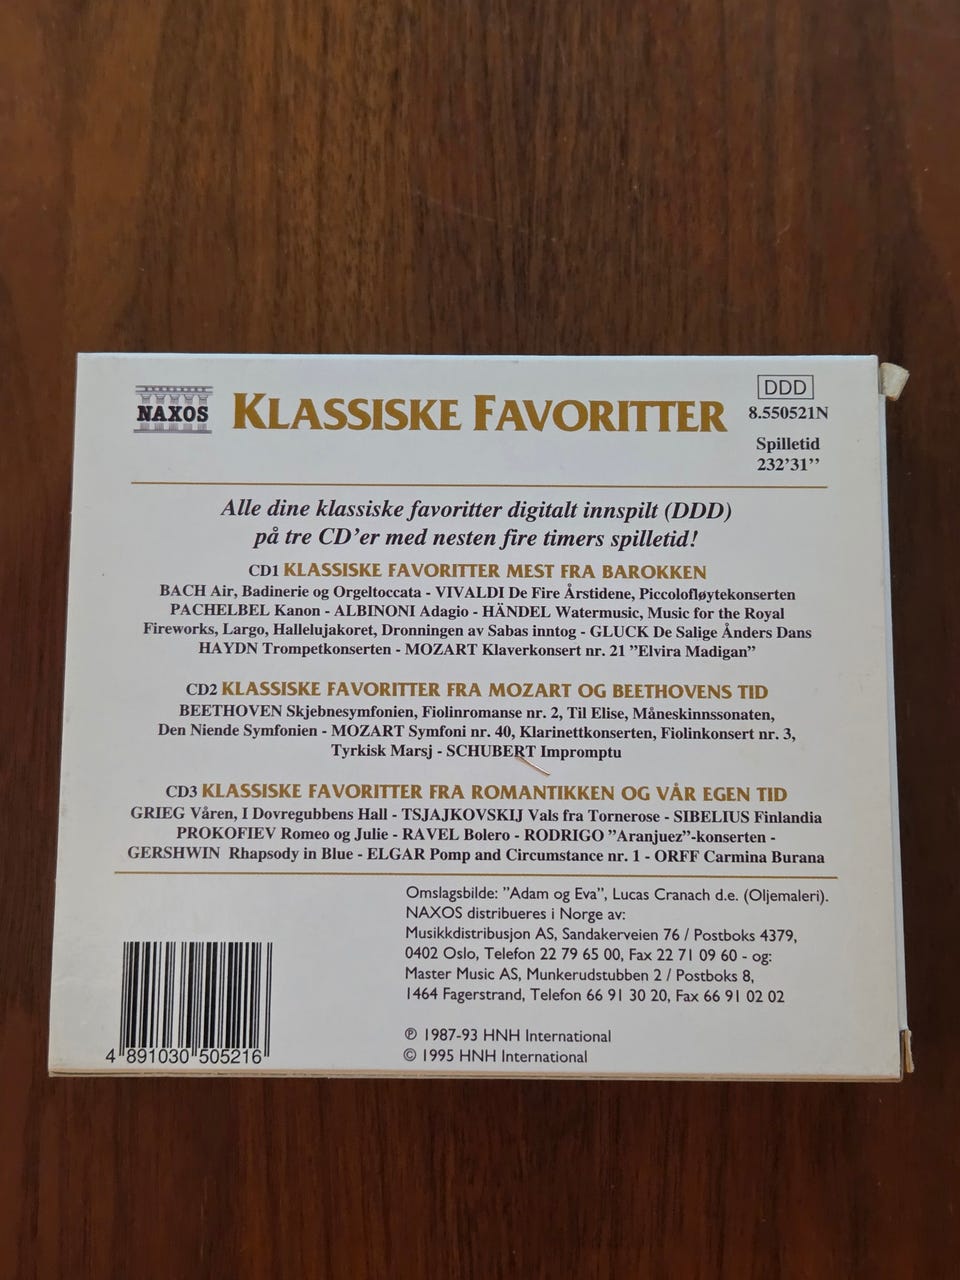 NAXOS
KLASSISKE FAVORITTER
DDD
8.550521N
Spilletid
232'31''
Alle dine klassiske favoritter digitalt innspilt (DDD)
på tre CD'er med nesten fire timers spilletid!
CD1 KLASSISKE FAVORITTER MEST FRA BAROKKEN
BACH Air, Badinerie og Orgeltoccata - VIVALDI De Fire Årstidene, Piccolofløytekonserten
PACHELBEL Kanon - ALBINONI Adagio - HÄNDEL Watermusic, Music for the Royal
Fireworks, Largo, Hallelujakoret, Dronningen av Sabas inntog - GLUCK De Salige Ånders Dans
HAYDN Trompetkonserten - MOZART Klaverkonsert nr. 21 ”Elvira Madigan”
CD2 KLASSISKE FAVORITTER FRA MOZART OG BEETHOVENS TID
BEETHOVEN Skjebnesymfonien, Fiolinromanse nr. 2, Til Elise, Måneskinnssonaten,
Den Niende Symfonien - MOZART Symfoni nr. 40, Klarinettkonserten, Fiolinkonsert nr. 3,
Tyrkisk Marsj - SCHUBERT Impromptu
CD3 KLASSISKE FAVORITTER FRA ROMANTIKKEN OG VÅR EGEN TID
GRIEG Våren, I Dovregubbens Hall - TSJAJKOVSKIJ Vals fra Tornerose - SIBELIUS Finlandia
PROKOFIEV Romeo og Julie - RAVEL Bolero - RODRIGO ”Aranjuez”-konserten -
GERSHWIN Rhapsody in Blue - ELGAR Pomp and Circumstance nr. 1 - ORFF Carmina Burana
Omslagsbilde: ”Adam og Eva”, Lucas Cranach d.e. (Oljemaleri).
NAXOS distribueres i Norge av:
Musikkdistribusjon AS, Sandakerveien 76 / Postboks 4379,
0402 Oslo, Telefon 22 79 65 00, Fax 22 71 09 60 - og:
Master Music AS, Munkerudstubben 2 / Postboks 8,
1464 Fagerstrand, Telefon 66 91 30 20, Fax 66 91 02 02
℗ 1987-93 HNH International
© 1995 HNH International
4 891030 505216